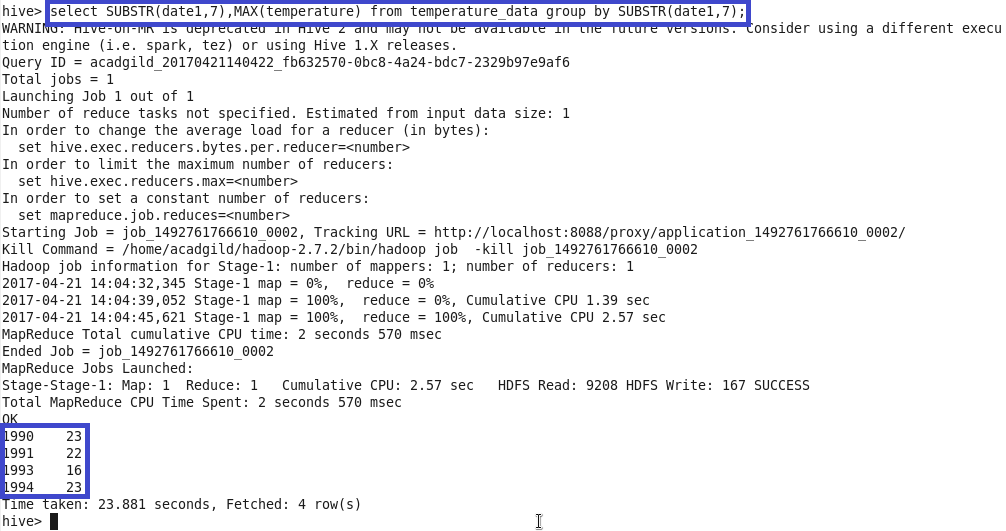 hive> select SUBSTR(date1,7),MAX(temperature) from temperature_data group by SUBSTR(date1,7);
WARNING: Hive-on-MR is deprecated in Hive 2 and may not be available in the future versions. Consider using a different execu
tion engine (i.e. spark, tez) or using Hive 1.X releases.
Query ID = acadgild_20170421140422_fb632570-0bc8-4a24-bdc7-2329b97e9af6
Total jobs = 1
Launching Job 1 out of 1
Number of reduce tasks not specified. Estimated from input data size: 1
In order to change the average load for a reducer (in bytes):
  set hive.exec.reducers.bytes.per.reducer=<number>
In order to limit the maximum number of reducers:
  set hive.exec.reducers.max=<number>
In order to set a constant number of reducers:
  set mapreduce.job.reduces=<number>
Starting Job = job_1492761766610_0002, Tracking URL = http://localhost:8088/proxy/application_1492761766610_0002/
Kill Command = /home/acadgild/hadoop-2.7.2/bin/hadoop job  -kill job_1492761766610_0002
Hadoop job information for Stage-1: number of mappers: 1; number of reducers: 1
2017-04-21 14:04:32,345 Stage-1 map = 0%,  reduce = 0%
2017-04-21 14:04:39,052 Stage-1 map = 100%,  reduce = 0%, Cumulative CPU 1.39 sec
2017-04-21 14:04:45,621 Stage-1 map = 100%,  reduce = 100%, Cumulative CPU 2.57 sec
MapReduce Total cumulative CPU time: 2 seconds 570 msec
Ended Job = job_1492761766610_0002
MapReduce Jobs Launched:
Stage-Stage-1: Map: 1  Reduce: 1   Cumulative CPU: 2.57 sec   HDFS Read: 9208 HDFS Write: 167 SUCCESS
Total MapReduce CPU Time Spent: 2 seconds 570 msec
OK
1990    23
1991    22
1993    16
1994    23
Time taken: 23.881 seconds, Fetched: 4 row(s)
hive>